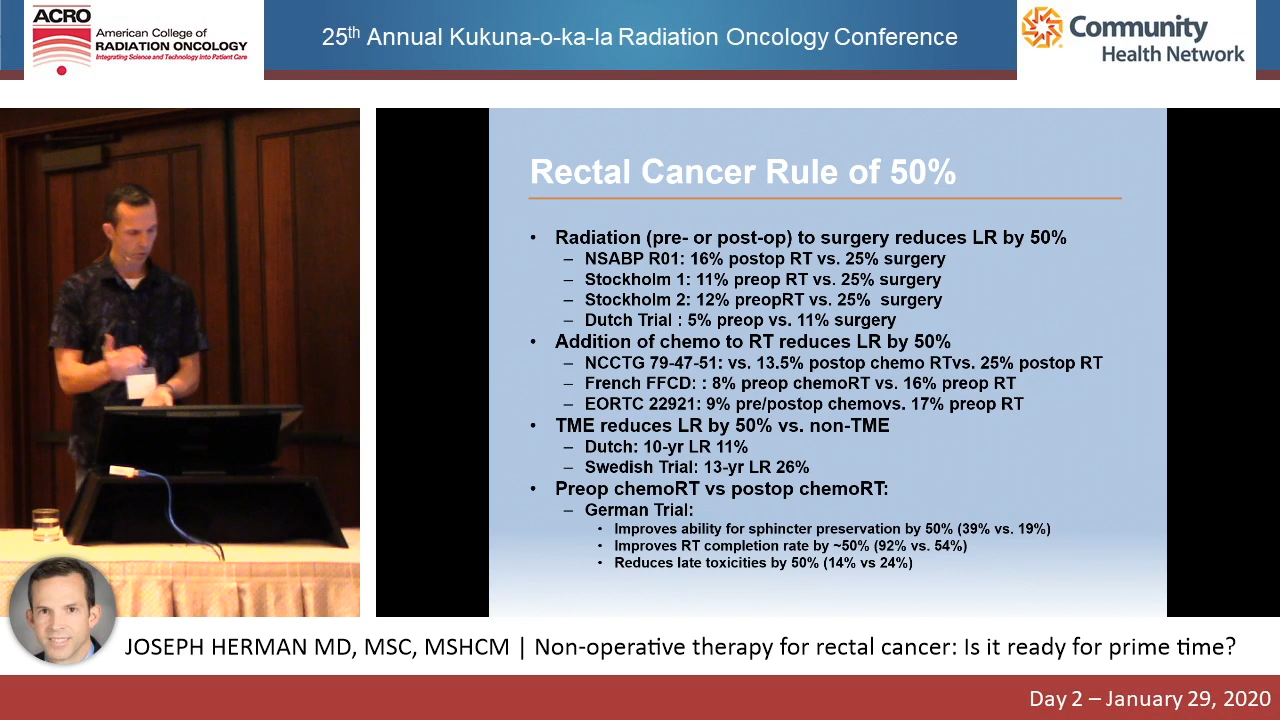 ACRO
American College of
RADIATION ONCOLOGY
Integrating Science and Technology Into Patient Care
25th Annual Kukuna-o-ka-la Radiation Oncology Conference
Community
Health Network
Rectal Cancer Rule of 50%
• Radiation (pre- or post-op) to surgery reduces LR by 50%
– NSABP R01: 16% postop RT vs. 25% surgery
– Stockholm 1: 11% preop RT vs. 25% surgery
– Stockholm 2: 12% preopRT vs. 25% surgery
– Dutch Trial : 5% preop vs. 11% surgery
• Addition of chemo to RT reduces LR by 50%
– NCCTG 79-47-51: vs. 13.5% postop chemo RTvs. 25% postop RT
– French FFCD: : 8% preop chemoRT vs. 16% preop RT
– EORTC 22921: 9% pre/postop chemovs. 17% preop RT
• TME reduces LR by 50% vs. non-TME
– Dutch: 10-yr LR 11%
– Swedish Trial: 13-yr LR 26%
• Preop chemoRT vs postop chemoRT:
– German Trial:
• Improves ability for sphincter preservation by 50% (39% vs. 19%)
• Improves RT completion rate by ~50% (92% vs. 54%)
• Reduces late toxicities by 50% (14% vs 24%)
JOSEPH HERMAN MD, MSC, MSHCM | Non-operative therapy for rectal cancer: Is it ready for prime time?
Day 2 – January 29, 2020